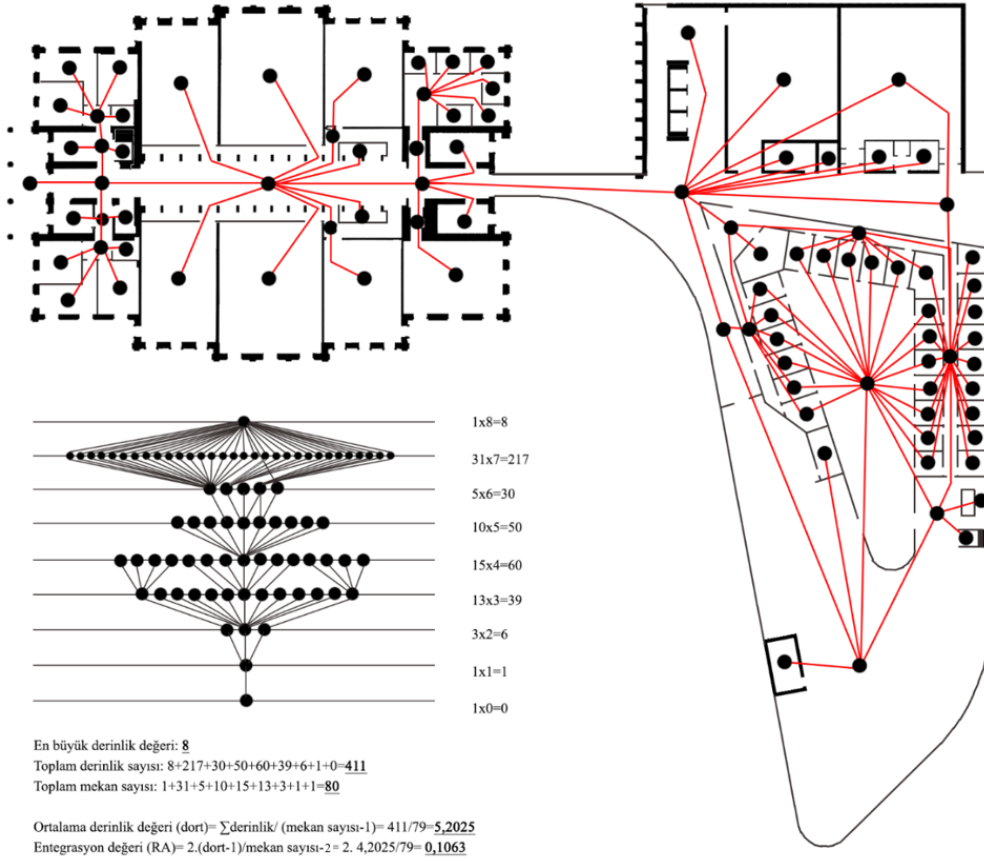 1x8=8
31x7=217
5x6=30
10x5=50
15x4=60
13x3=39
3x2=6
1x1=1
1x0=0
En büyük derinlik değeri: 8
Toplam derinlik sayısı: 8+217+30+50+60+39+6+1+0=411
Toplam mekan sayısı: 1+31+5+10+15+13+3+1+1=80
Ortalama derinlik değeri (dort)= ∑derinlik/ (mekan sayısı-1)= 411/79=5,2025
Entegrasyon değeri (RA)= 2.(dort-1)/mekan sayısı-2 = 2. 4,2025/79= 0,1063